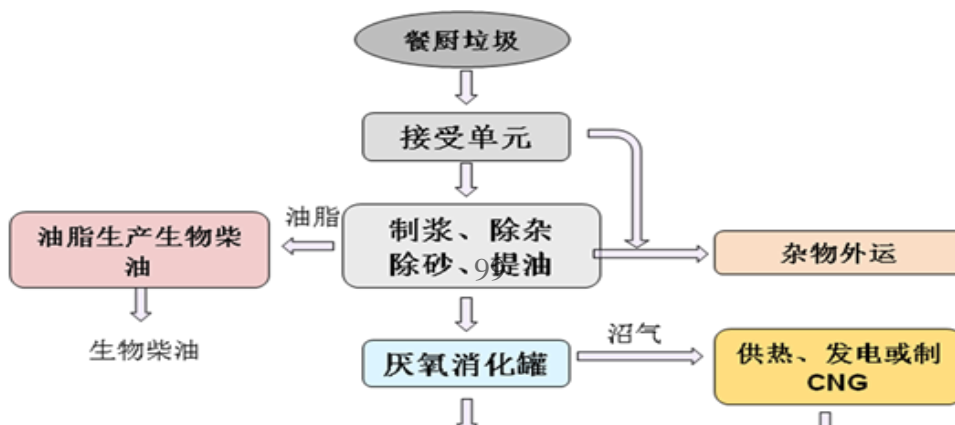 餐厨垃圾
接受单元
油脂
制浆、除杂
除砂、提油
99
油脂生产生物柴
油
杂物外运
生物柴油
沼气
厌氧消化罐
供热、发电或制
CNG